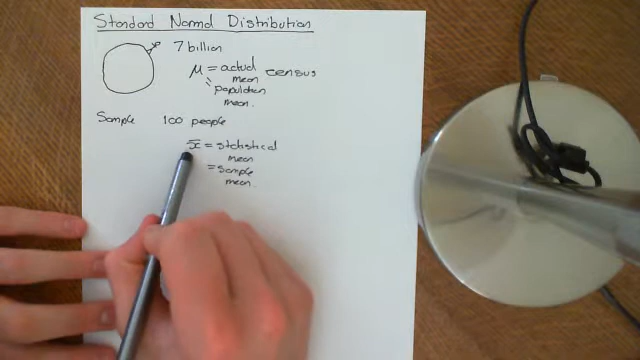 Standard Normal Distribution
7 billion
μ = actual mean census
= population mean.
Sample 100 people
x̄ = statistical mean
= sample mean.